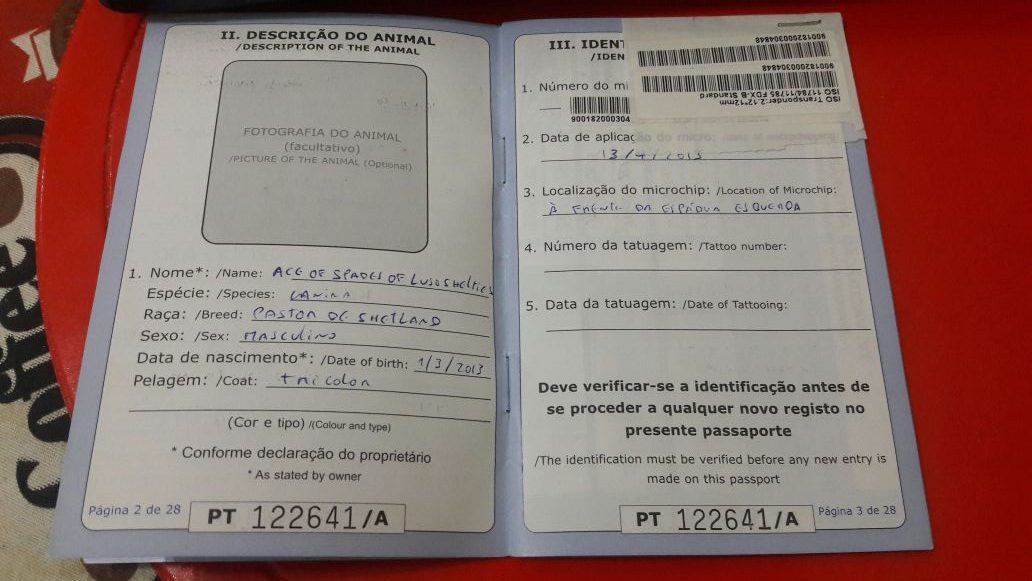 II. DESCRIÇÃO DO ANIMAL
/DESCRIPTION OF THE ANIMAL
FOTOGRAFIA DO ANIMAL
(facultativo)
/PICTURE OF THE ANIMAL (Optional)
1. Nome*: /Name: ACE OF SPADES OF LUSOSHELTIES
Espécie: /Species: CANINA
Raça: /Breed: PASTOR DE SHETLAND
Sexo: /Sex: MASCULINO
Data de nascimento*: /Date of birth: 1/3/2013
Pelagem: /Coat: tricolor
(Cor e tipo) /(Colour and type)
* Conforme declaração do proprietário
* As stated by owner
Página 2 de 28
PT 122641/A
III. IDENT
/IDEN
900182000304848
900182000304848
ISO 11784/11785 FDX-B Standard
ISO Transponder:2.12*12mm
1. Número do mi
900182000304
2. Data de aplicaç
3. Localização do microchip: /Location of Microchip:
À FRENTE DA ESPÁDUA ESQUERDA
4. Número da tatuagem: /Tattoo number:
5. Data da tatuagem: /Date of Tattooing:
Deve verificar-se a identificação antes de
se proceder a qualquer novo registo no
presente passaporte
/The identification must be verified before any new entry is
made on this passport
PT 122641/A
Página 3 de 28